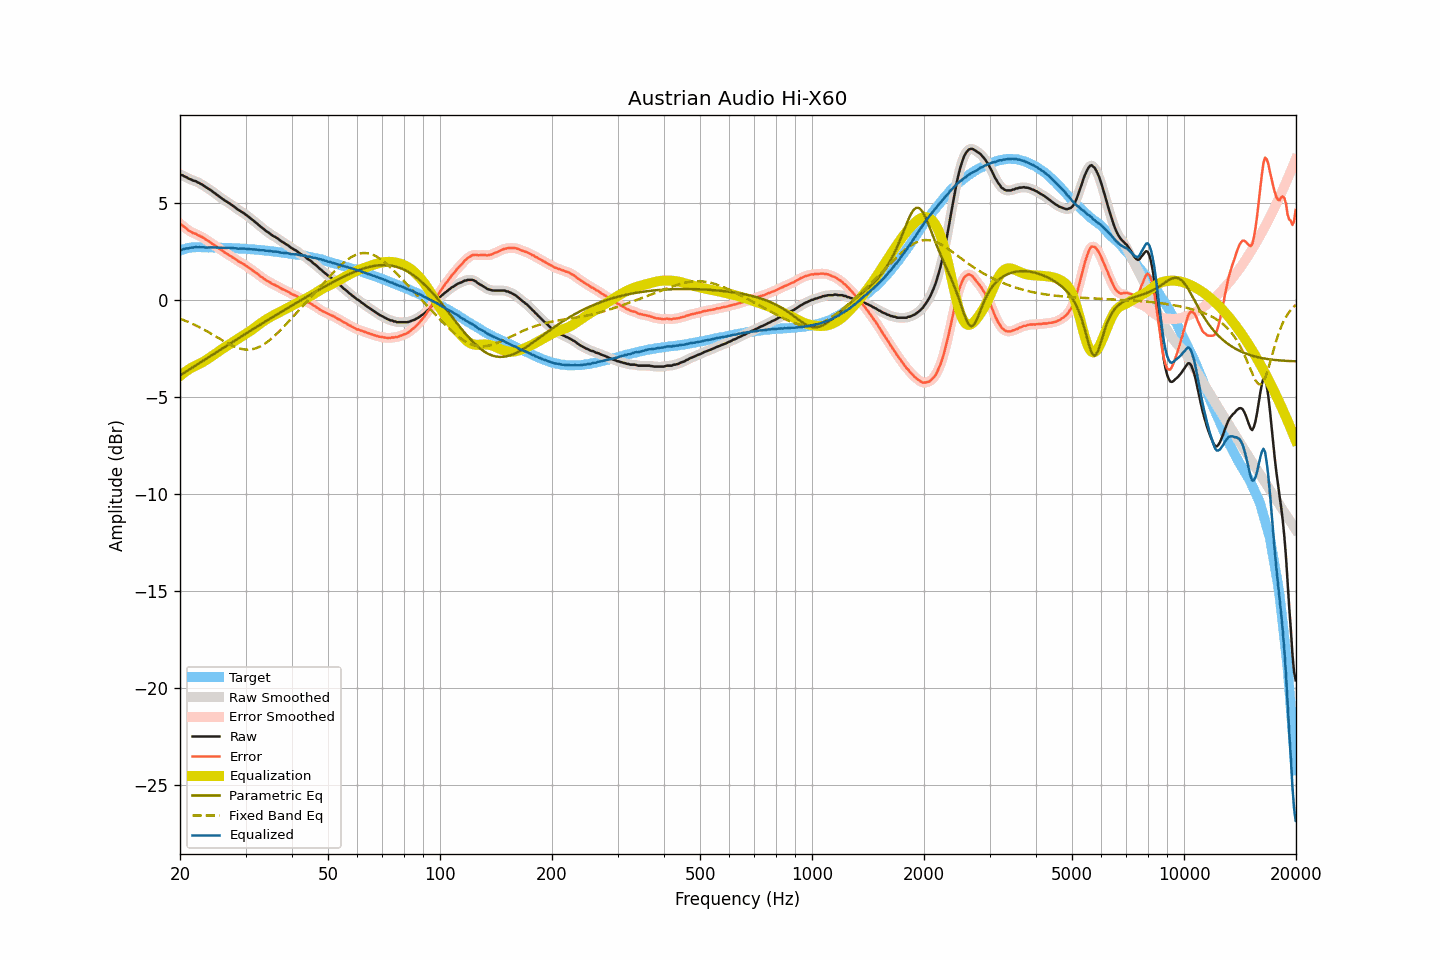 Austrian Audio Hi-X60
Amplitude (dBr)
5
0
−5
−10
−15
−20
−25
Target
Raw Smoothed
Error Smoothed
Raw
Error
Equalization
Parametric Eq
Fixed Band Eq
Equalized
20 50 100 200 500 1000 2000 5000 10000 20000
Frequency (Hz)